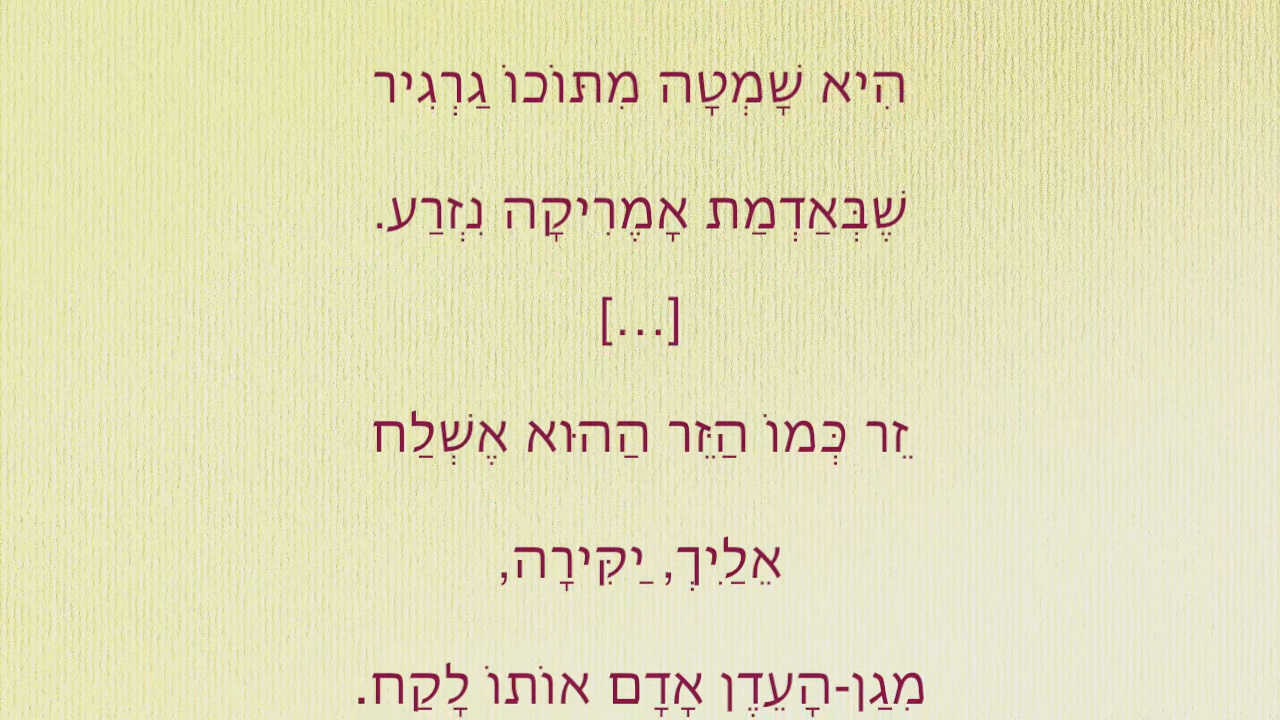 הִיא שָׁמְטָה מִתּוֹכוֹ גַרְגִיר
שֶׁבְּאַדְמַת אָמֶרִיקָה נִזְרַע.
[...]
זֵר כְּמוֹ הַזֵּר הַהוּא אֶשְׁלַח
אֵלַיִךְ, יַקִּירָה,
מִגַן-הָעֵדֶן אָדָם אוֹתוֹ לָקַח.